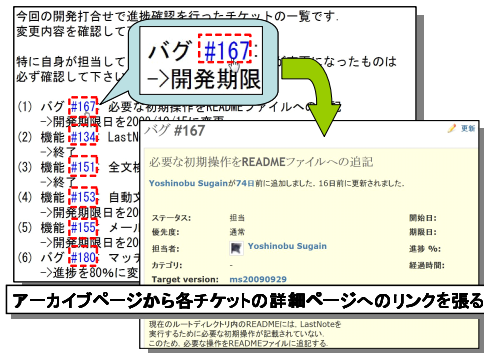 今回の開発打合せで進捗確認を行ったチケットの一覧です.
変更内容を確認して
特に自身が担当して
変更になったものは
必ず確認して下さい
バグ #167:
->開発期限
(1) バグ #167: 必要な初期操作をREADMEファイルへの追記
->開発期限日を2009/10/15に変更
(2) 機能 #134: LastN
->終了
(3) 機能 #151: 全文検
->終了
(4) 機能 #153: 自動文
->開発期限日を20
(5) 機能 #155: メール
->開発期限日を20
(6) バグ #180: マッチ
->進捗を80%に変
バグ #167
更新
必要な初期操作をREADMEファイルへの追記
Yoshinobu Sugainが74日前に追加しました. 16日前に更新されました.
ステータス: 担当 開始日:
優先度: 通常 期限日:
担当者: Yoshinobu Sugain 進捗 %:
カテゴリ: - 経過時間:
Target version: ms20090929
アーカイブページから各チケットの詳細ページへのリンクを張る
現在のルートディレクトリ内のREADMEには, LastNoteを
実行するために必要な初期操作が記載されていない.
このため, 必要な操作をREADMEファイルに追記する.